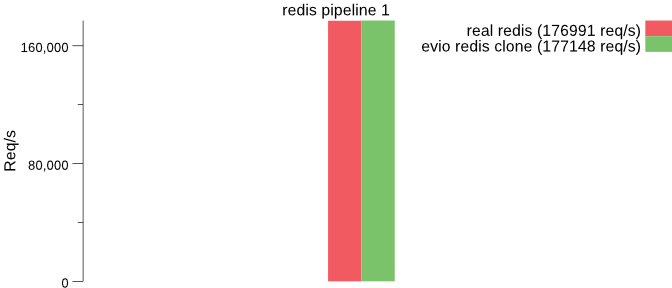 redis pipeline 1
real redis (176991 req/s)
evio redis clone (177148 req/s)
160,000
Req/s
80,000
0